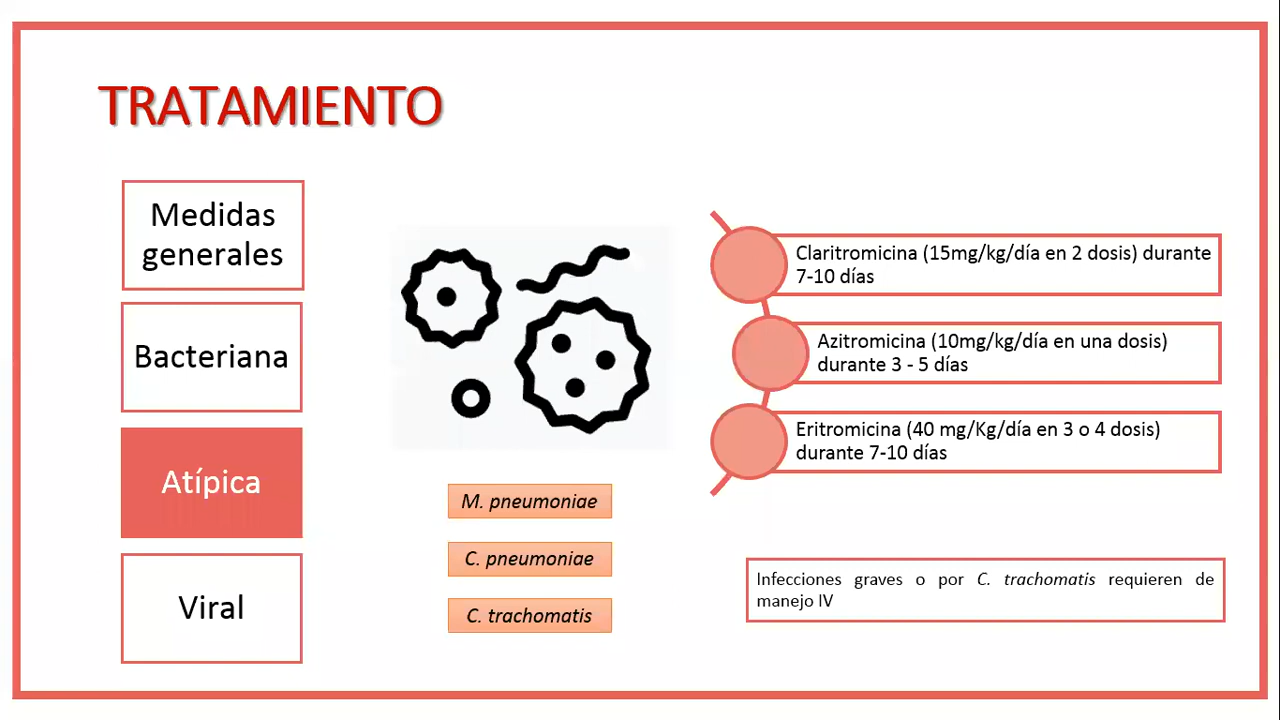 TRATAMIENTO
Medidas
generales
Bacteriana
Atípica
Viral
M. pneumoniae
C. pneumoniae
C. trachomatis
Claritromicina (15mg/kg/día en 2 dosis) durante
7-10 días
Azitromicina (10mg/kg/día en una dosis)
durante 3 - 5 días
Eritromicina (40 mg/Kg/día en 3 o 4 dosis)
durante 7-10 días
Infecciones graves o por C. trachomatis requieren de
manejo IV